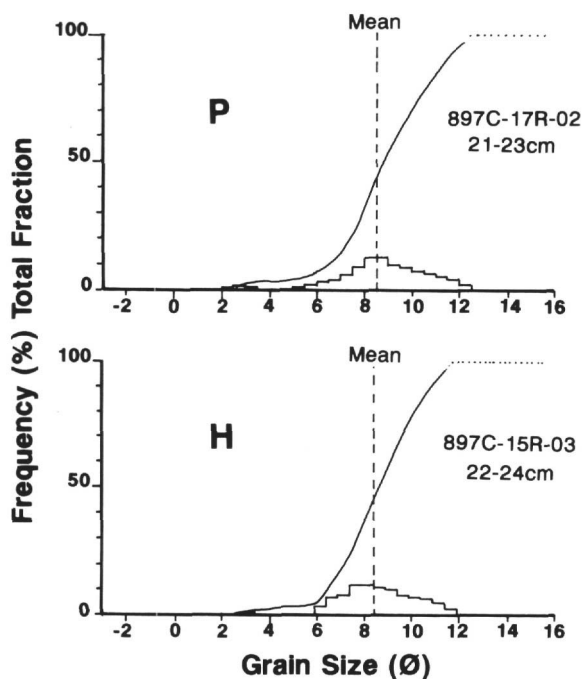 Mean
100
P
897C-17R-02
21-23cm
50
0
-2 0 2 4 6 8 10 12 14 16
Mean
100
H
897C-15R-03
22-24cm
50
0
-2 0 2 4 6 8 10 12 14 16
Grain Size (Ø)
Frequency (%) Total Fraction